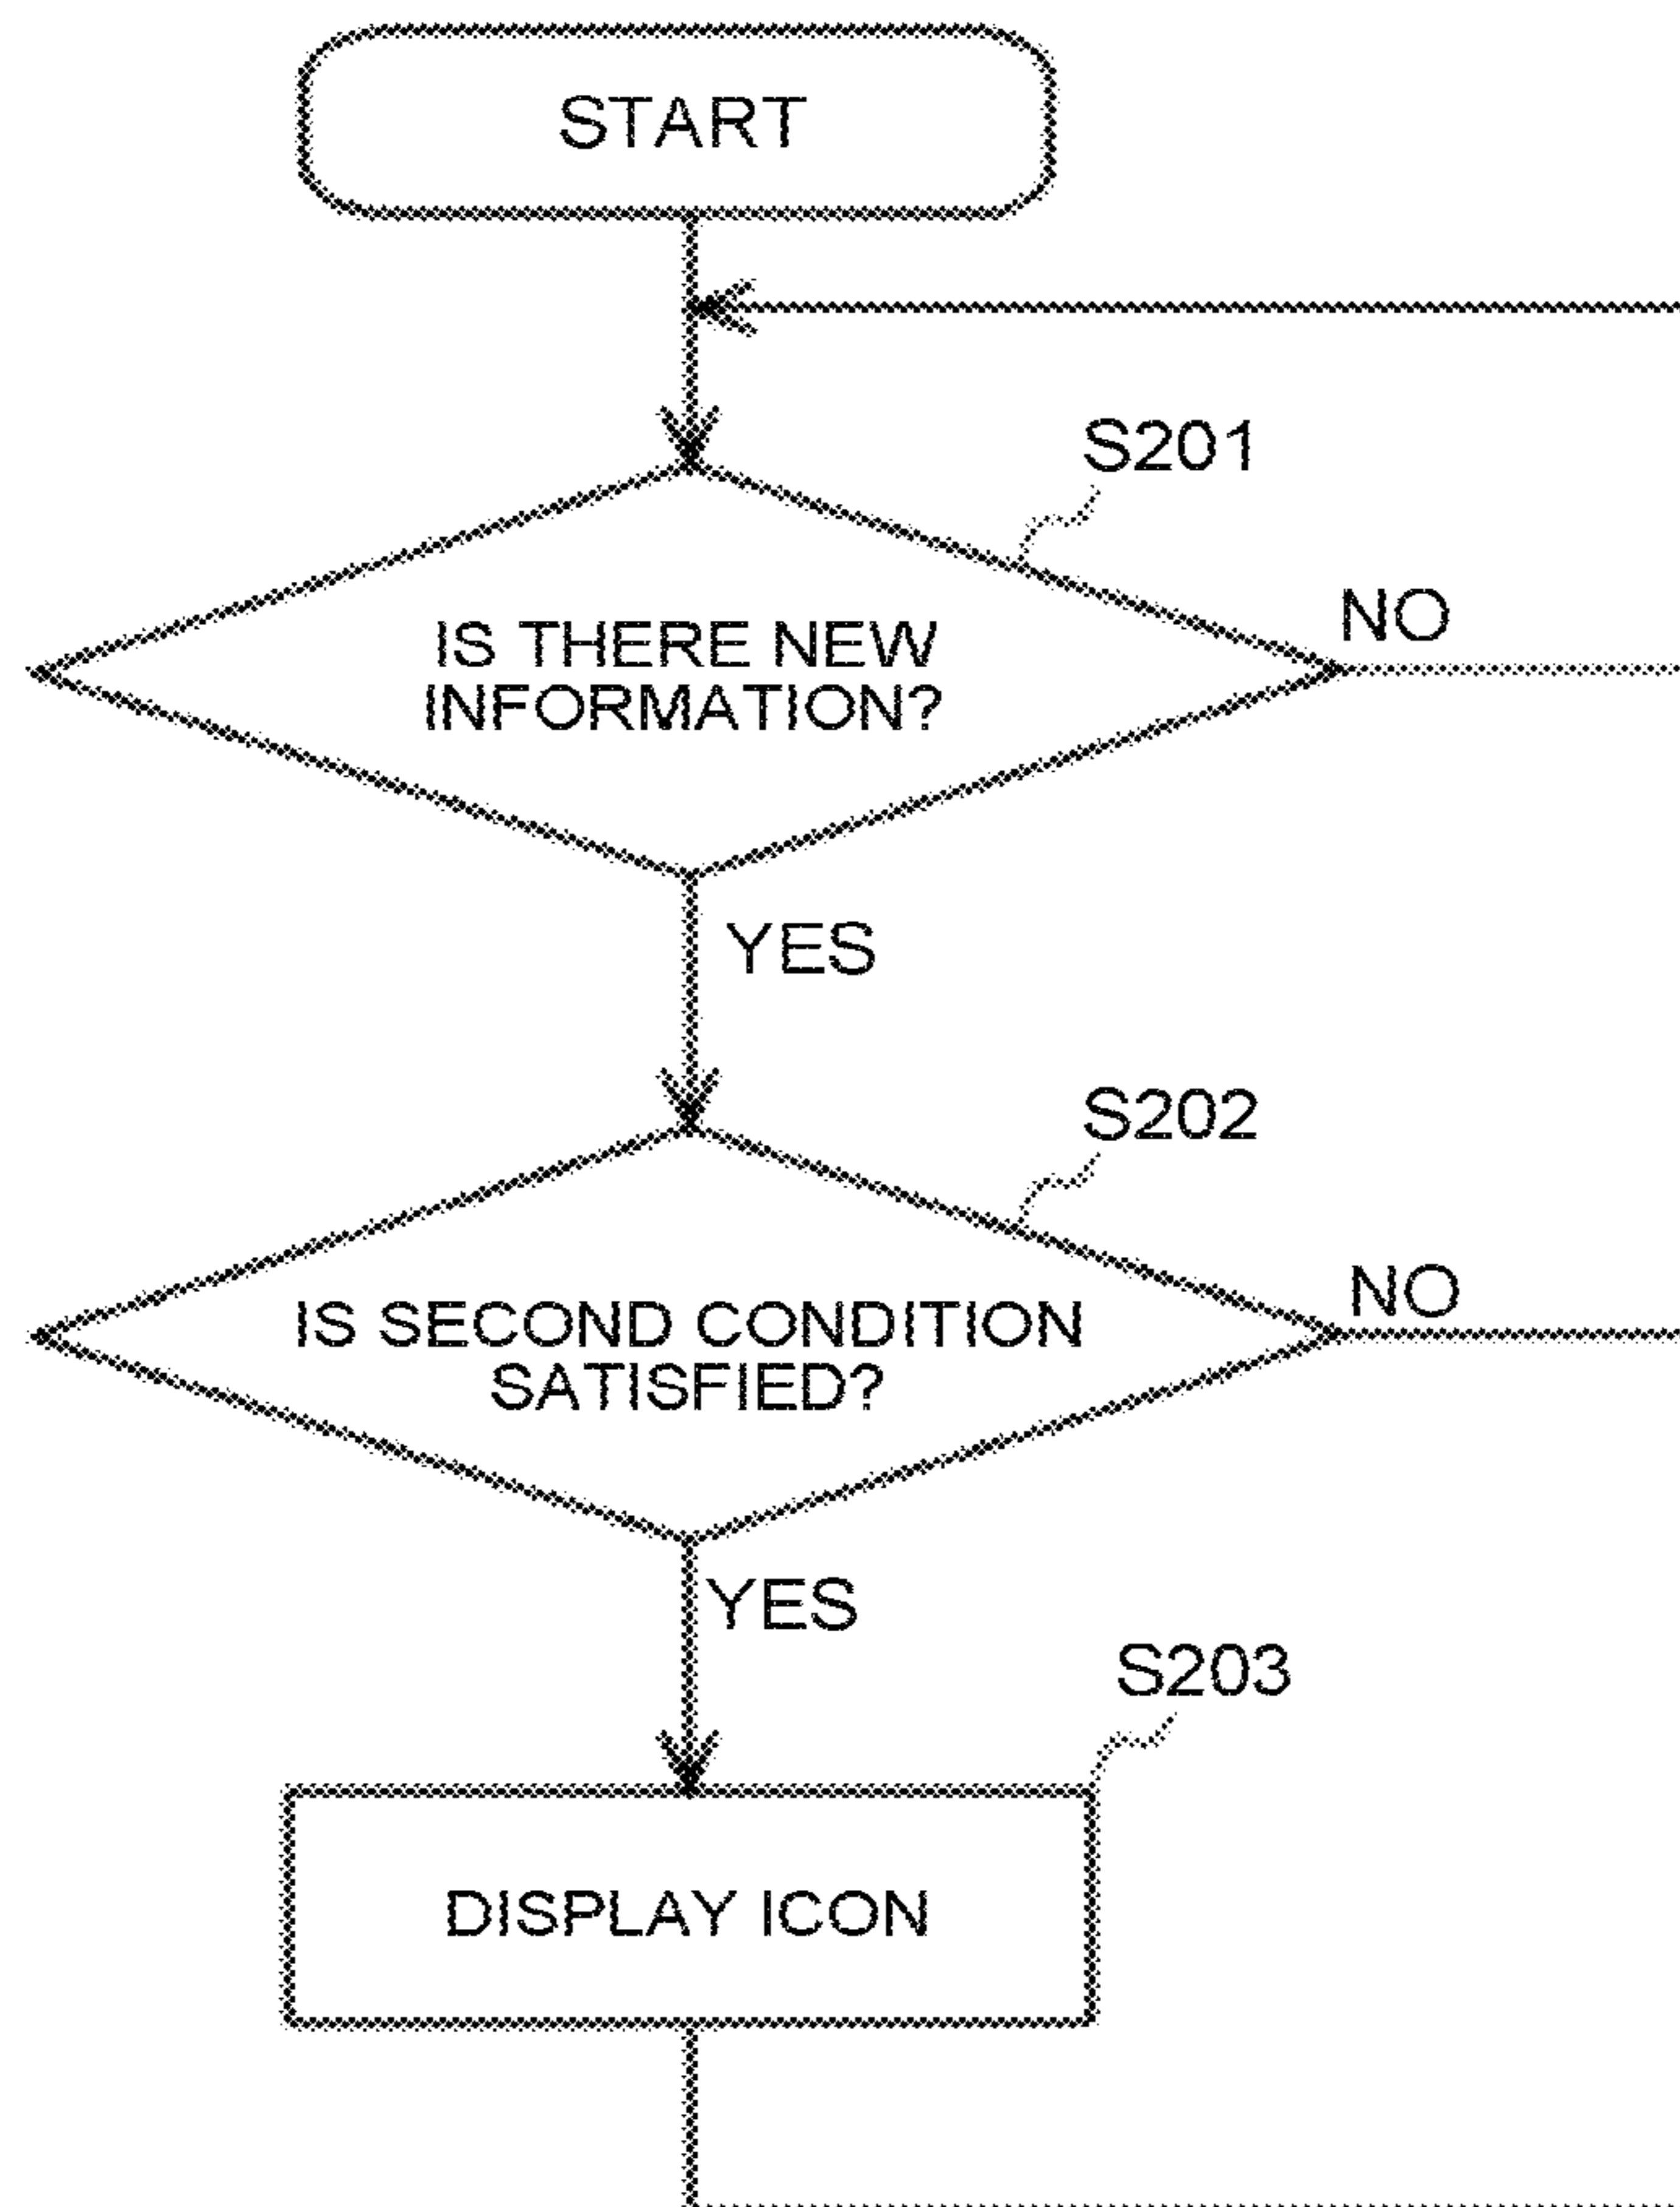 START
S201
IS THERE NEW
INFORMATION?
NO
YES
S202
IS SECOND CONDITION
SATISFIED?
NO
YES
S203
DISPLAY ICON